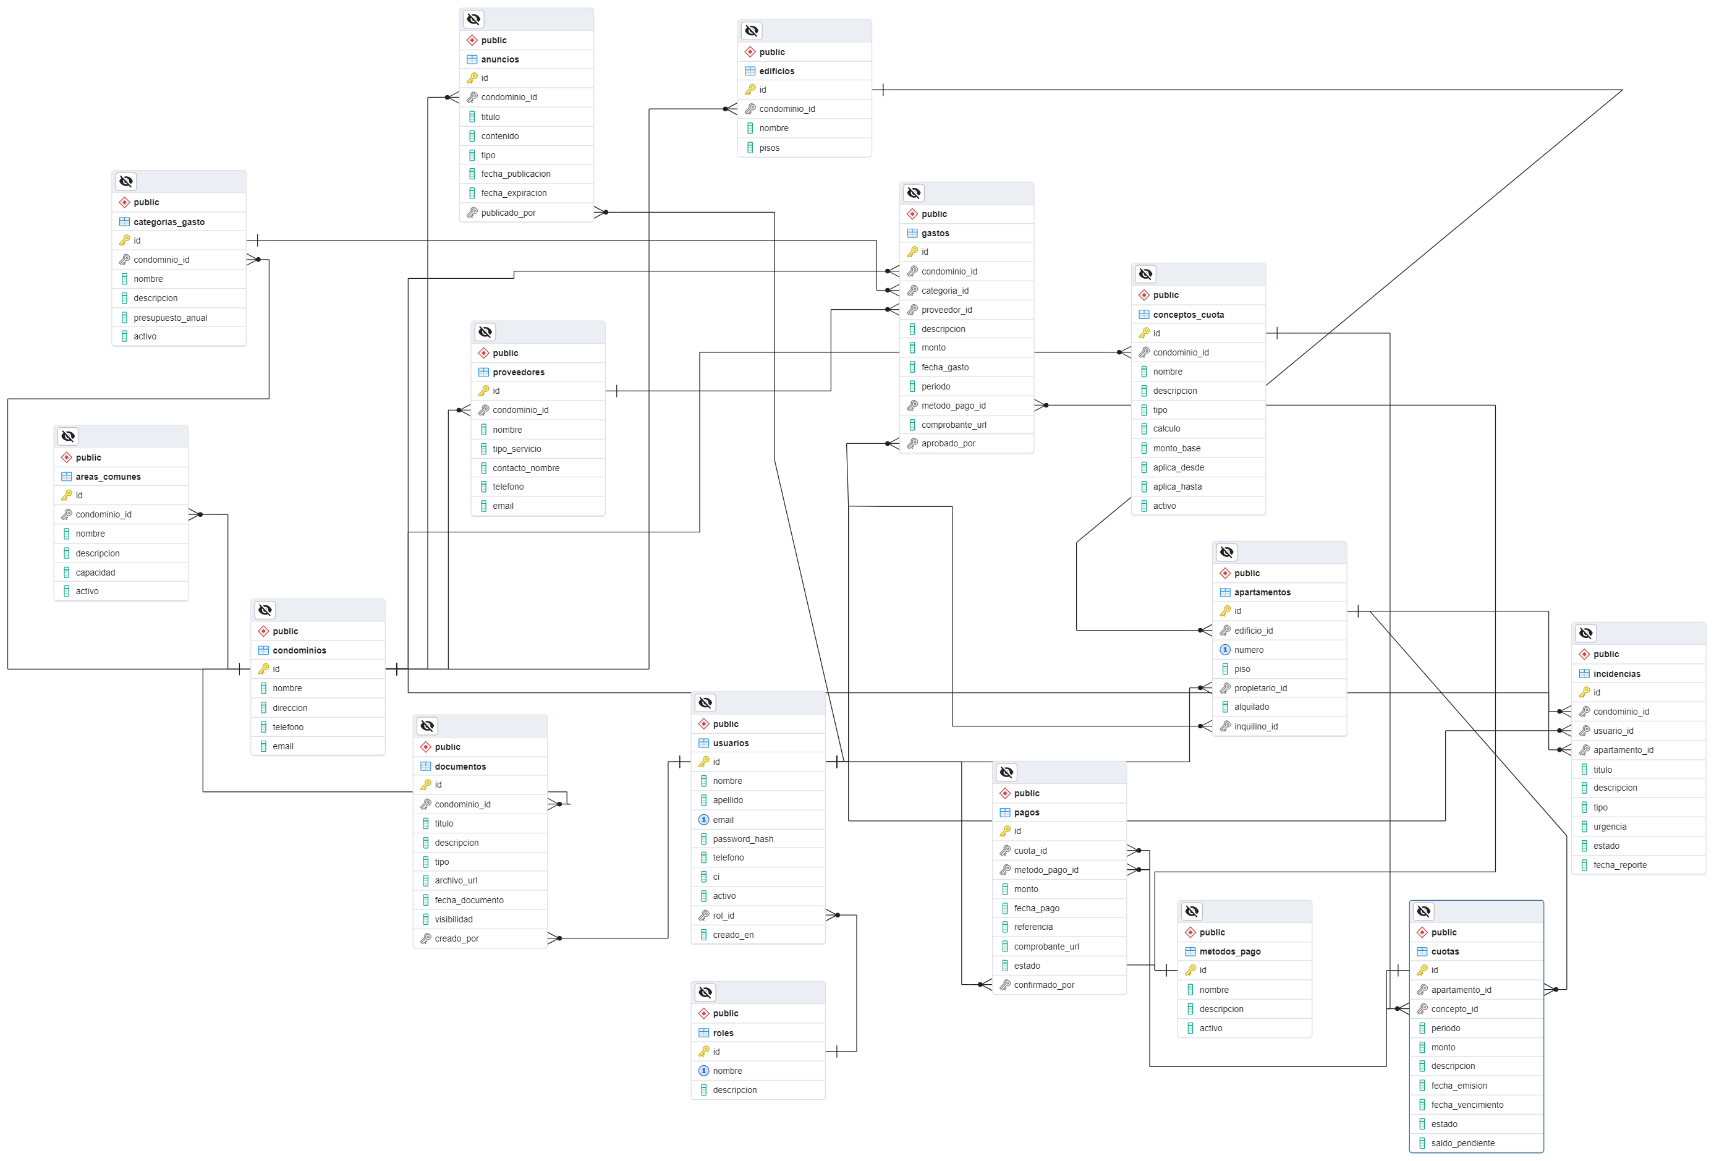 public
anuncios
id
condominio_id
titulo
contenido
tipo
fecha_publicacion
fecha_expiracion
publicado_por
public
edificios
id
condominio_id
nombre
pisos
public
categorias_gasto
id
condominio_id
nombre
descripcion
presupuesto_anual
activo
public
gastos
id
condominio_id
categoria_id
proveedor_id
descripcion
monto
fecha_gasto
periodo
metodo_pago_id
comprobante_url
aprobado_por
public
conceptos_cuota
id
condominio_id
nombre
descripcion
tipo
calculo
monto_base
aplica_desde
aplica_hasta
activo
public
proveedores
id
condominio_id
nombre
tipo_servicio
contacto_nombre
telefono
email
public
areas_comunes
id
condominio_id
nombre
descripcion
capacidad
activo
public
apartamentos
id
edificio_id
numero
piso
propietario_id
alquilado
inquilino_id
public
condominios
id
nombre
direccion
telefono
email
public
incidencias
id
condominio_id
usuario_id
apartamento_id
titulo
descripcion
tipo
urgencia
estado
fecha_reporte
public
documentos
id
condominio_id
titulo
descripcion
tipo
archivo_url
fecha_documento
visibilidad
creado_por
public
usuarios
id
nombre
apellido
email
password_hash
telefono
ci
activo
rol_id
creado_en
public
pagos
id
cuota_id
metodo_pago_id
monto
fecha_pago
referencia
comprobante_url
estado
confirmado_por
public
metodos_pago
id
nombre
descripcion
activo
public
cuotas
id
apartamento_id
concepto_id
periodo
monto
descripcion
fecha_emision
fecha_vencimiento
estado
saldo_pendiente
public
roles
id
nombre
descripcion